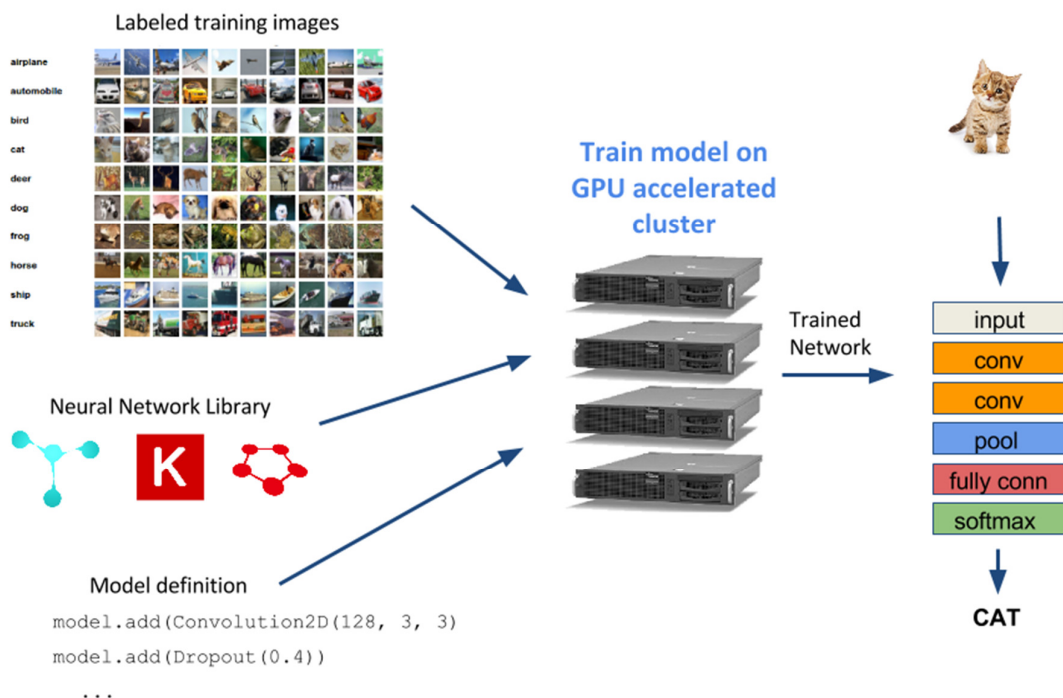 Labeled training images
airplane
automobile
bird
cat
deer
dog
frog
horse
ship
truck
Neural Network Library
K
Model definition
model.add(Convolution2D(128, 3, 3)
model.add(Dropout(0.4))
...
Train model on
GPU accelerated
cluster
Trained
Network
input
conv
conv
pool
fully conn
softmax
CAT